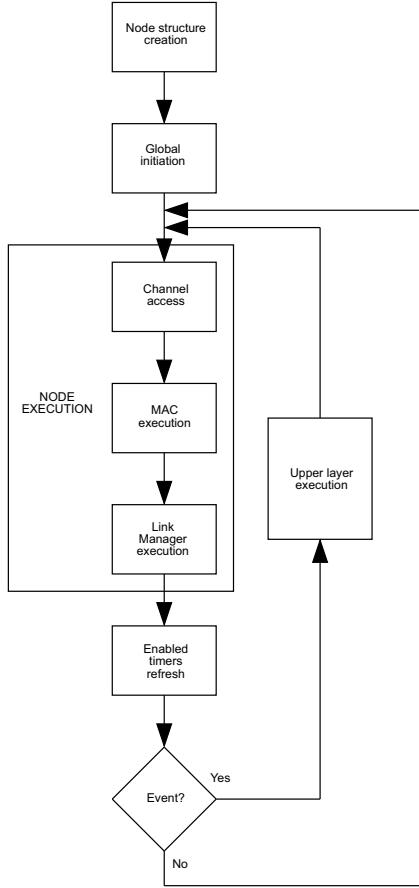 Node structure
creation
Global
initiation
Channel
access
NODE
EXECUTION
MAC
execution
Upper layer
execution
Link
Manager
execution
Enabled
timers
refresh
Yes
Event?
No